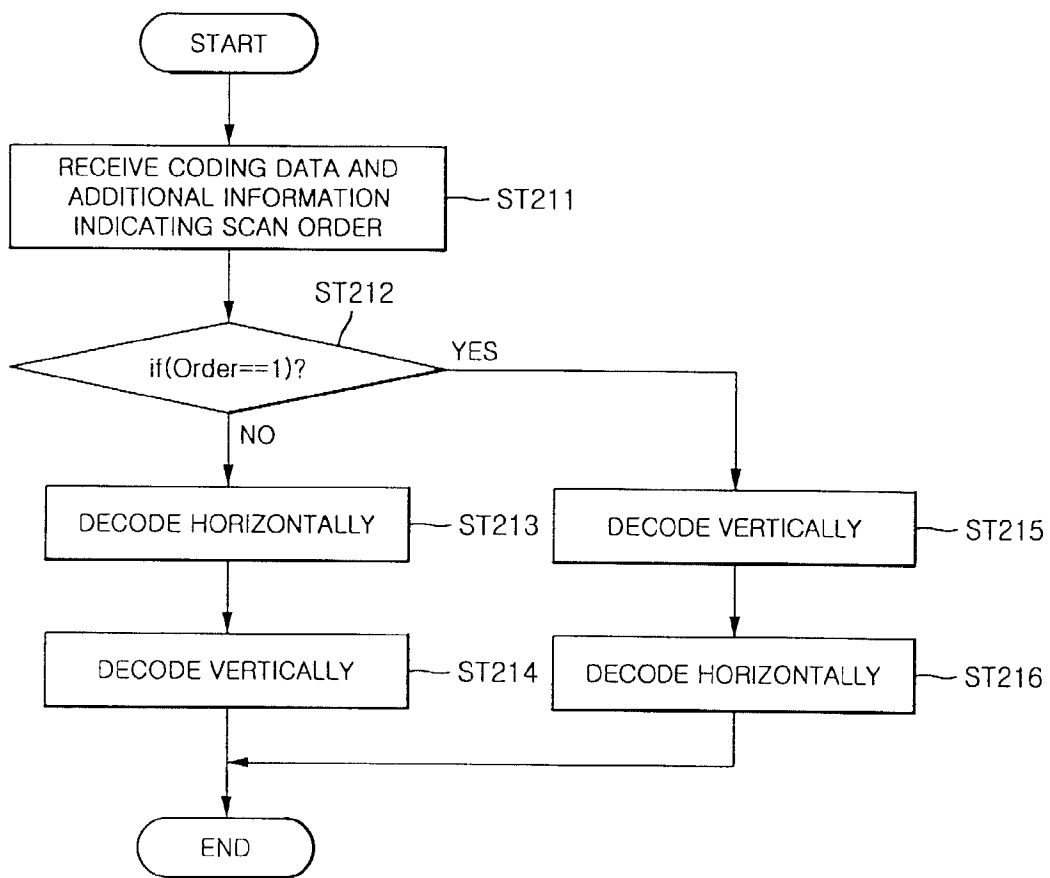 START
RECEIVE CODING DATA AND
ADDITIONAL INFORMATION
INDICATING SCAN ORDER
ST211
ST212
if(Order==1)?
YES
NO
DECODE HORIZONTALLY
ST213
DECODE VERTICALLY
ST215
DECODE VERTICALLY
ST214
DECODE HORIZONTALLY
ST216
END